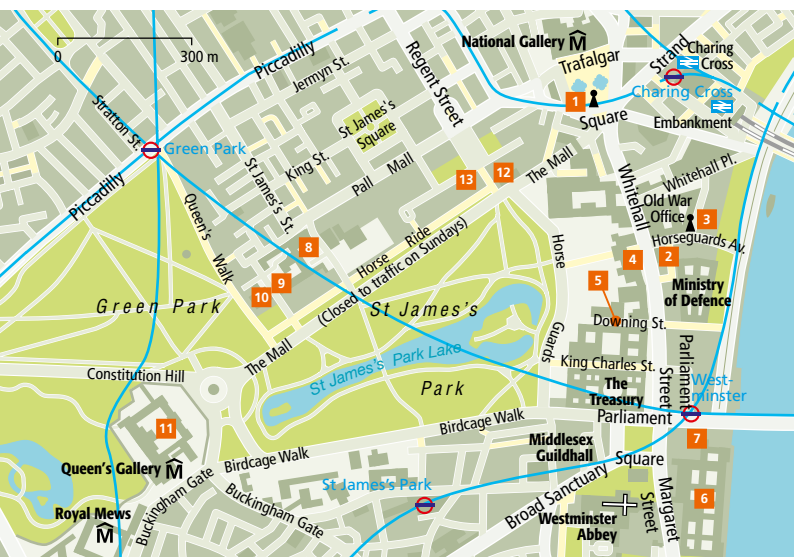 0
300 m
Piccadilly
Jermyn St.
Regent Street
National Gallery
Trafalgar
1
Square
Strand
Charing
Cross
Charing Cross
Embankment
Stratton St.
Green Park
Piccadilly
St James's
Square
King St.
St James's St.
Pall Mall
13
12
The Mall
Whitehall
Whitehall Pl.
Old War
Office
3
Horseguards Av.
2
4
5
Ministry
of Defence
Queen's
Walk
8
9
10
Horse Ride
(Closed to traffic on Sundays)
Horse
Guards
Green Park
St James's
Park
St James's Park Lake
The Mall
Downing St.
King Charles St.
Parliament
Street
West-
minster
The
Treasury
Parliament
Square
7
Constitution Hill
11
Queen's Gallery
Royal Mews
Buckingham Gate
Birdcage Walk
Birdcage Walk
Buckingham Gate
St James's Park
Middlesex
Guildhall
Broad Sanctuary
Westminster
Abbey
Margaret
Street
6